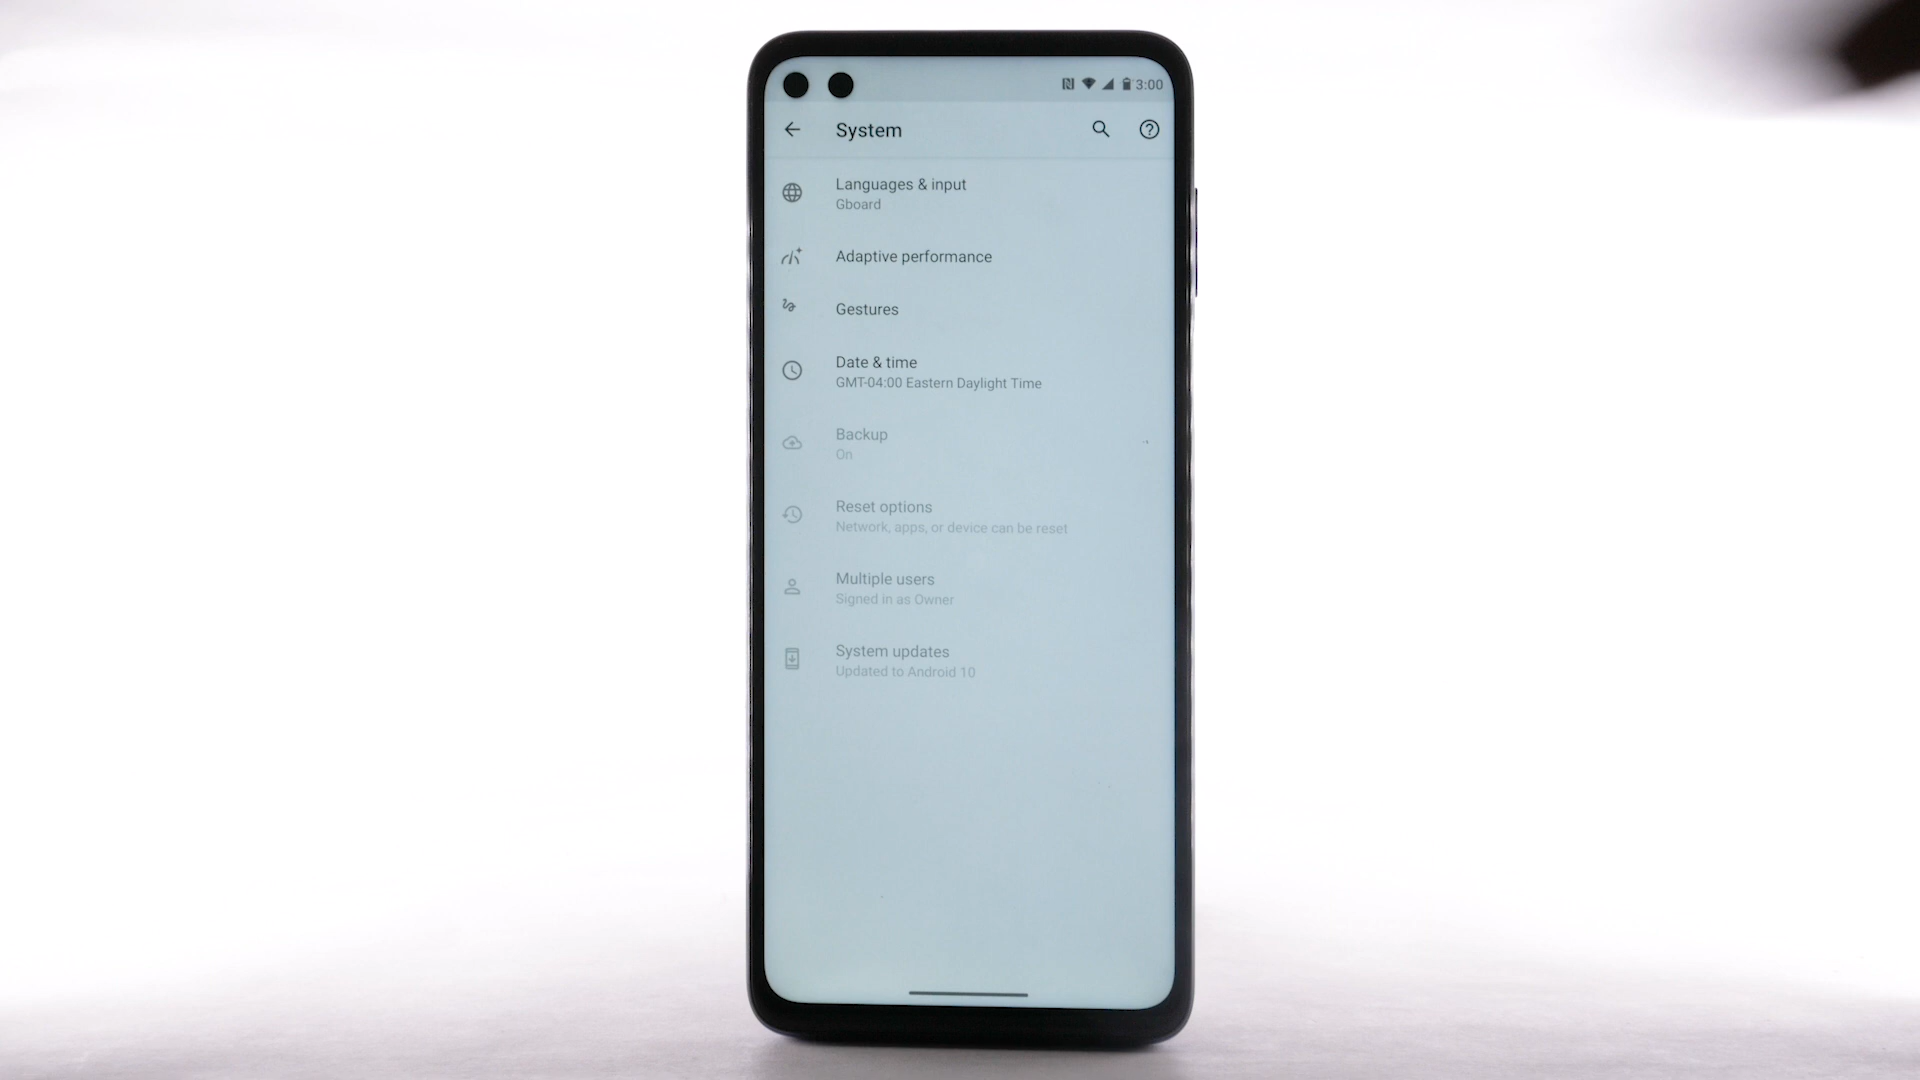 3:00
System
Languages & input
Gboard
Adaptive performance
Gestures
Date & time
GMT-04:00 Eastern Daylight Time
Backup
On
Reset options
Network, apps, or device can be reset
Multiple users
Signed in as Owner
System updates
Updated to Android 10